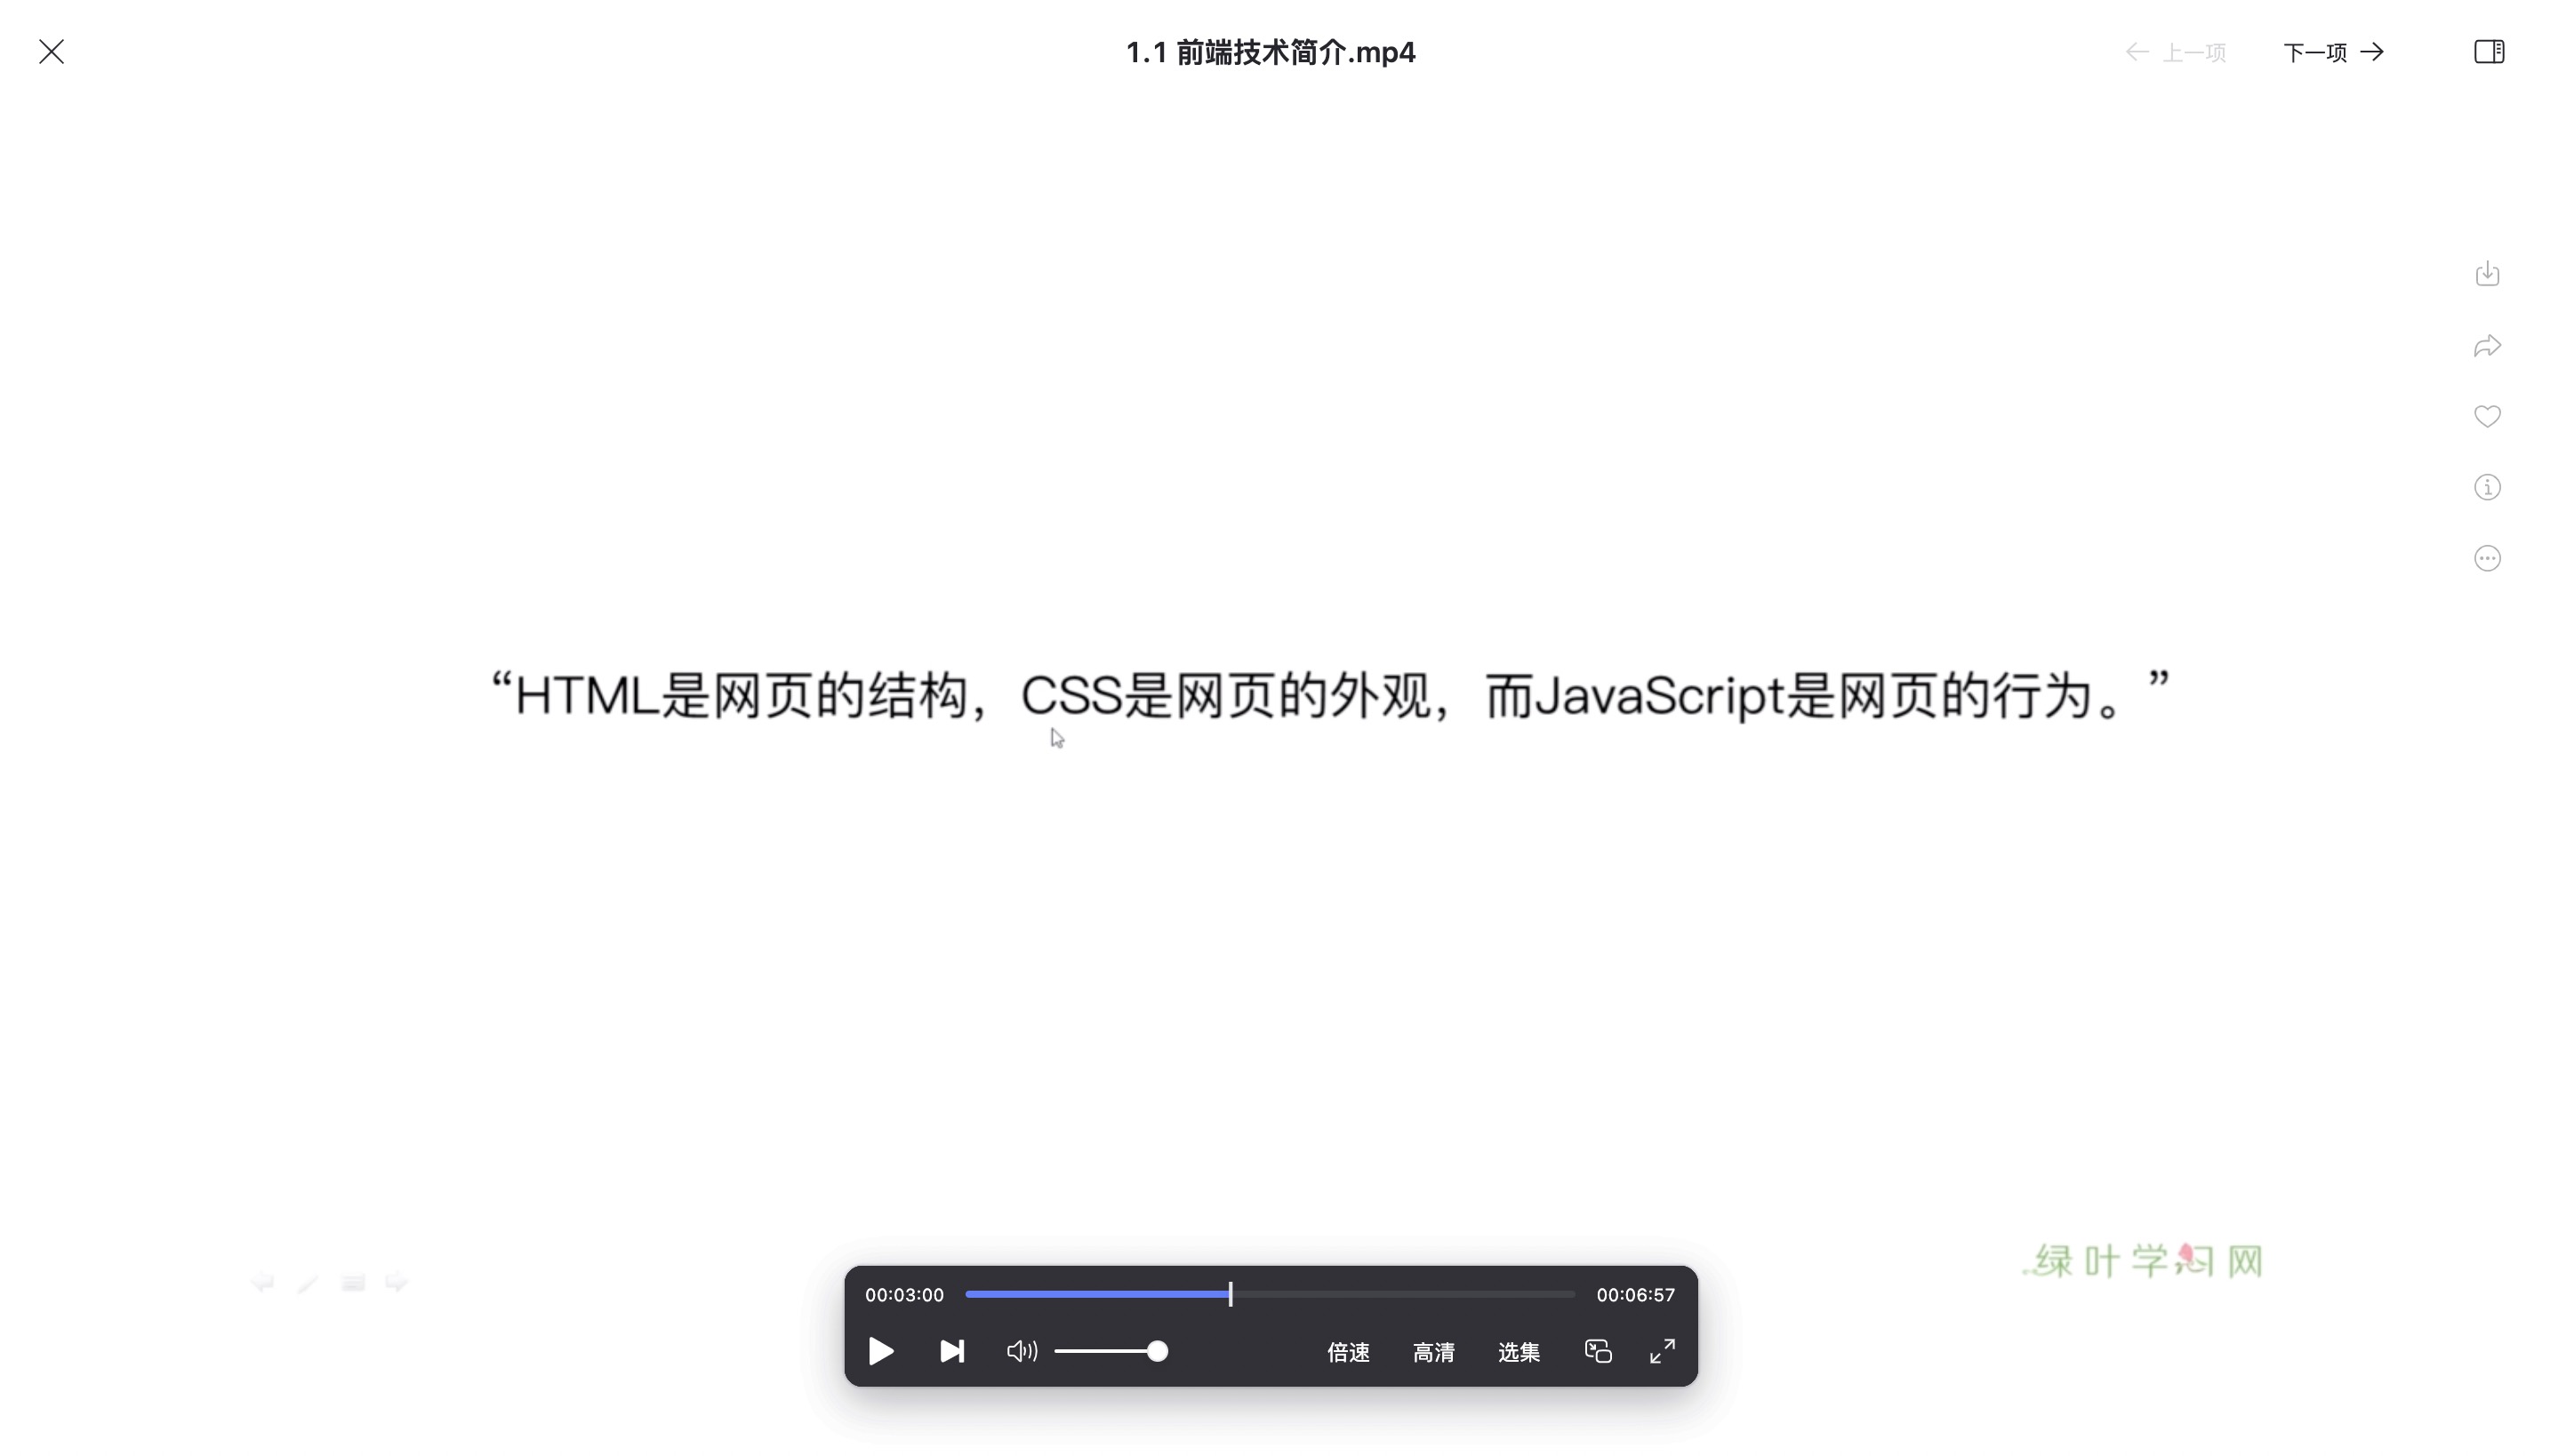 1.1 前端技术简介.mp4
上一项
下一项
“HTML是网页的结构，CSS是网页的外观，而JavaScript是网页的行为。”
绿叶学习网
00:03:00
00:06:57
倍速
高清
选集